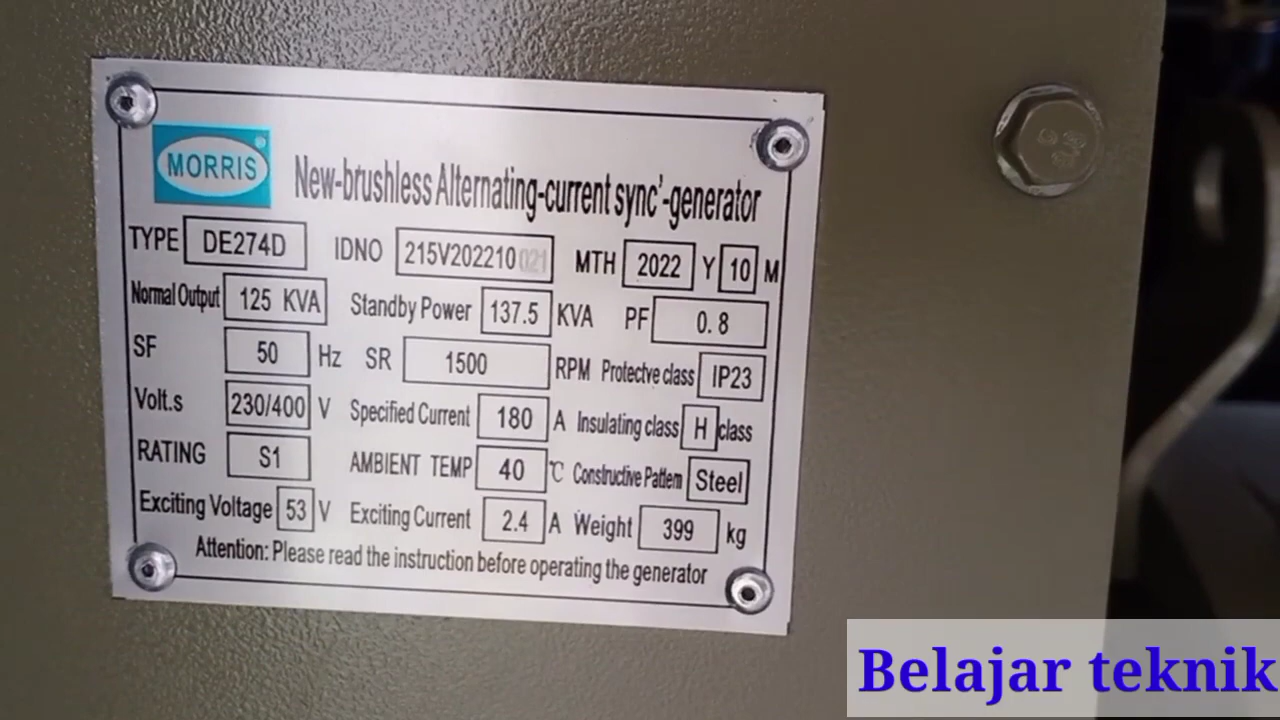 MORRIS
New-brushless Alternating-current sync'-generator
TYPE DE274D IDNO 215V202210021 MTH 2022 Y 10 M
Normal Output 125 KVA Standby Power 137.5 KVA PF 0.8
SF 50 Hz SR 1500 RPM Protectve class IP23
Volt.s 230/400 V Specified Current 180 A Insulating class H class
RATING S1 AMBIENT TEMP 40 ℃ Constructive Pattem Steel
Exciting Voltage 53 V Exciting Current 2.4 A Weight 399 kg
Attention: Please read the instruction before operating the generator
Belajar teknik